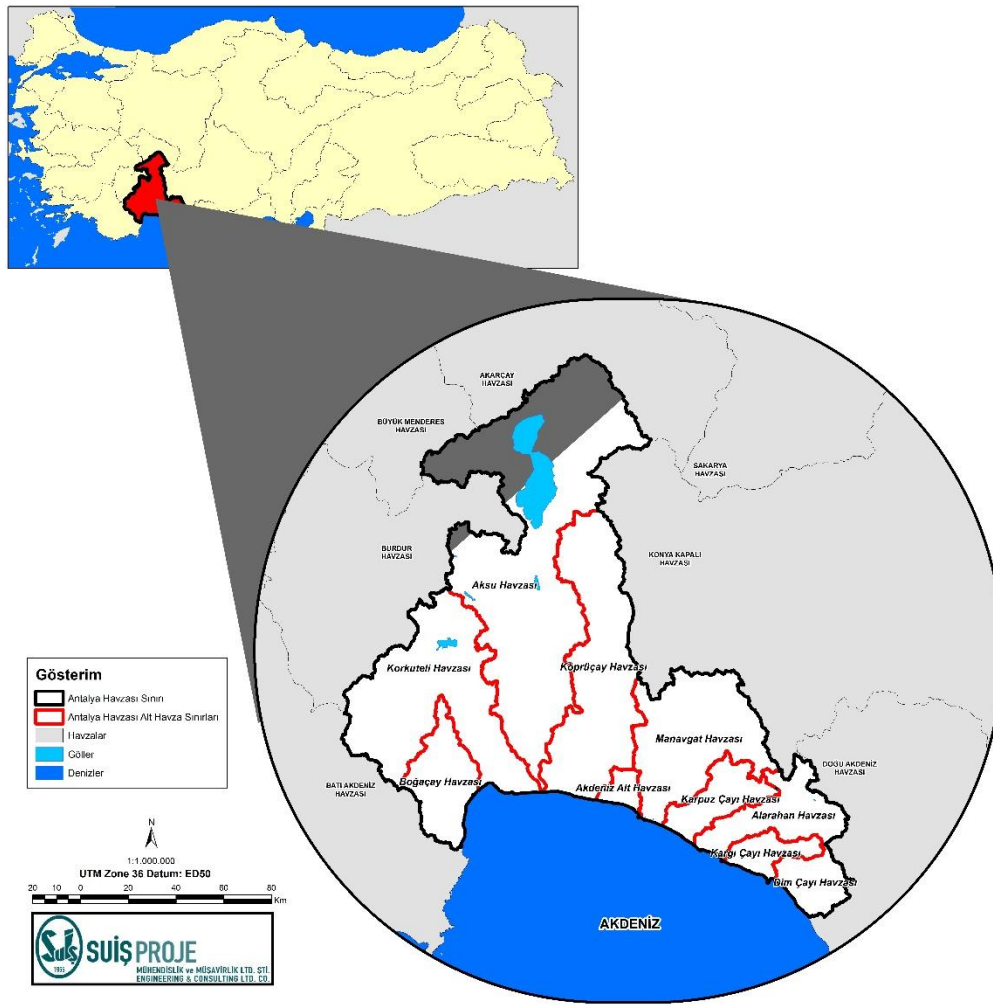 AKARÇAY
HAVZASI
BÜYÜK MENDERES
HAVZASI
SAKARYA
HAVZASI
BURDUR
HAVZASI
KONYA KAPALI
HAVZASI
Aksu Havzası
Korkuteli Havzası
Köprüçay Havzası
Manavgat Havzası
DOĞU AKDENİZ
HAVZASI
BATI AKDENİZ
HAVZASI
Boğaçay Havzası
Akdeniz Alt Havzası
Karpuz Çayı Havzası
Alarahan Havzası
Kargı Çayı Havzası
Dim Çayı Havzası
AKDENİZ
Gösterim
Antalya Havzası Sınırı
Antalya Havzası Alt Havza Sınırları
Havzalar
Göller
Denizler
N
1:1.000.000
UTM Zone 36 Datum: ED50
20 10 0 20 40 60 80
Km
Suiş
1966
SUİŞ PROJE
MÜHENDİSLİK ve MÜŞAVİRLİK LTD. ŞTİ.
ENGINEERING & CONSULTING LTD. CO.